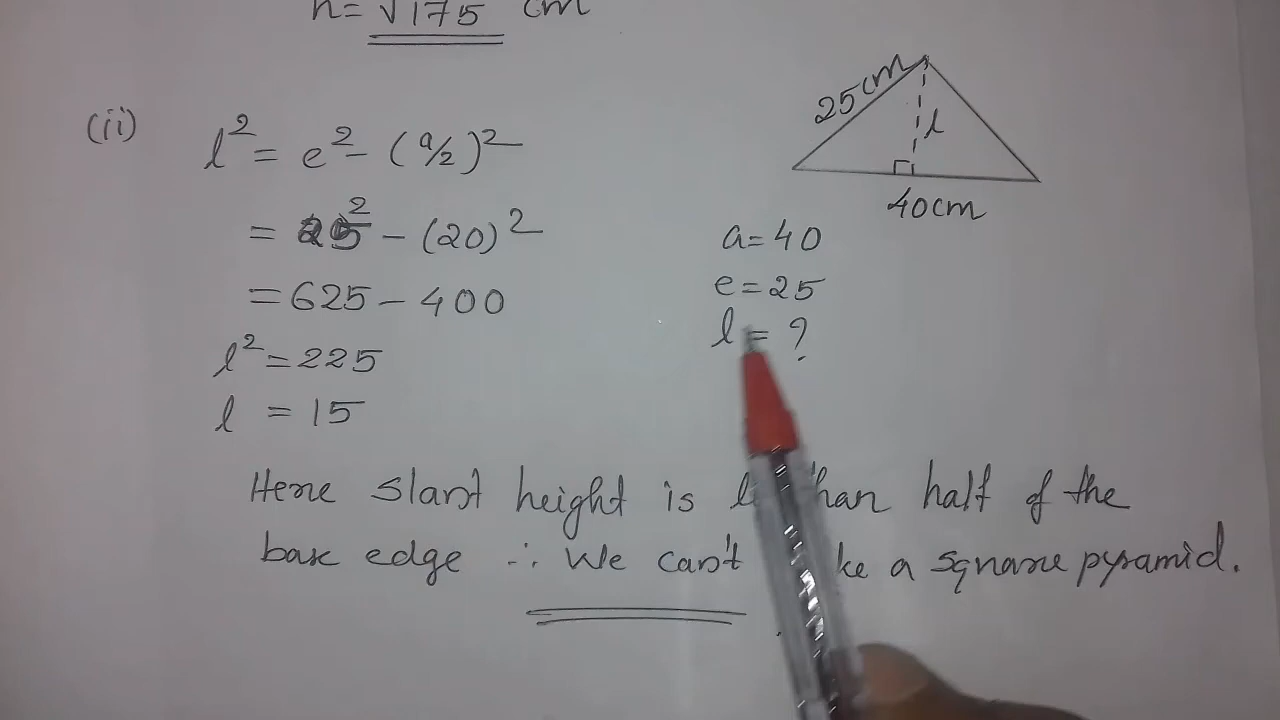 h= √175 cm
(ii) l² = e² - (a/2)²
= 25² - (20)²
= 625 - 400
l² = 225
l = 15
25cm
l
40cm
a=40
e=25
l=?
Here slant height is than half of the
base edge ∴ We can't a square pyramid.